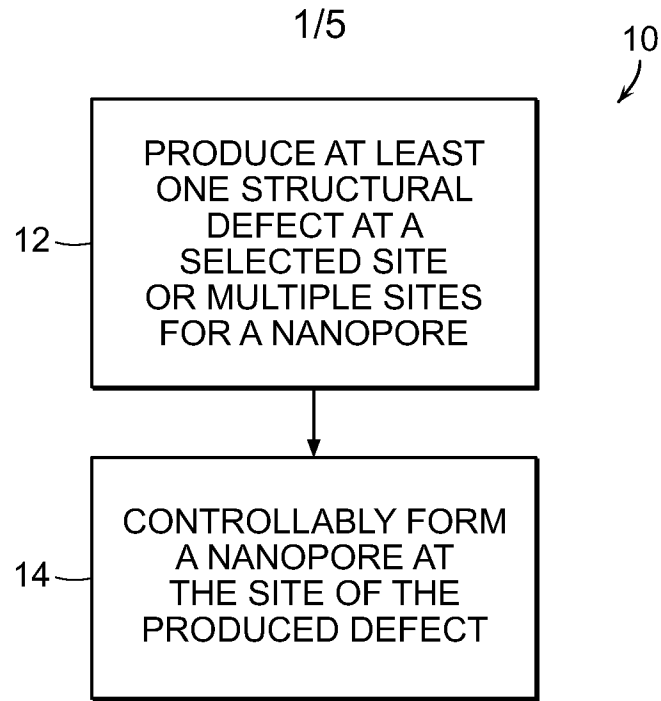 1/5
10
PRODUCE AT LEAST
ONE STRUCTURAL
DEFECT AT A
SELECTED SITE
OR MULTIPLE SITES
FOR A NANOPORE
12
CONTROLLABLY FORM
A NANOPORE AT
THE SITE OF THE
PRODUCED DEFECT
14